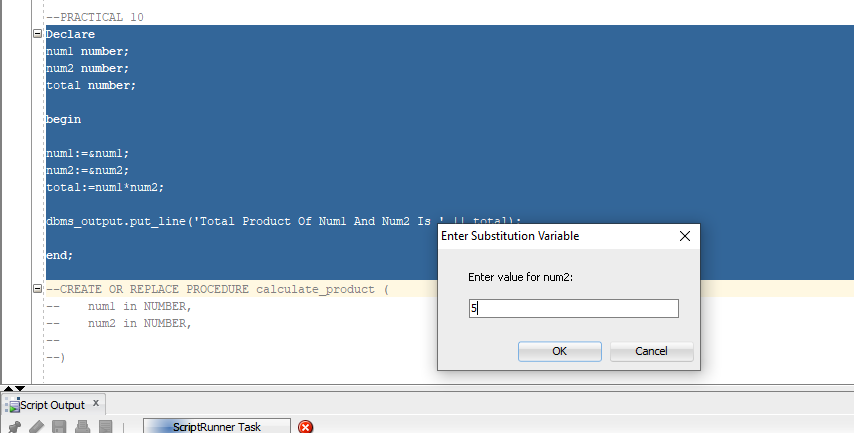 --PRACTICAL 10
Declare
num1 number;
num2 number;
total number;
begin
num1:=&num1;
num2:=&num2;
total:=num1*num2;
dbms_output.put_line('Total Product Of Num1 And Num2 Is ' || total);
end;
--CREATE OR REPLACE PROCEDURE calculate_product (
--    num1 in NUMBER,
--    num2 in NUMBER,
--
--)
Enter Substitution Variable
Enter value for num2:
5
OK Cancel
Script Output x
ScriptRunner Task